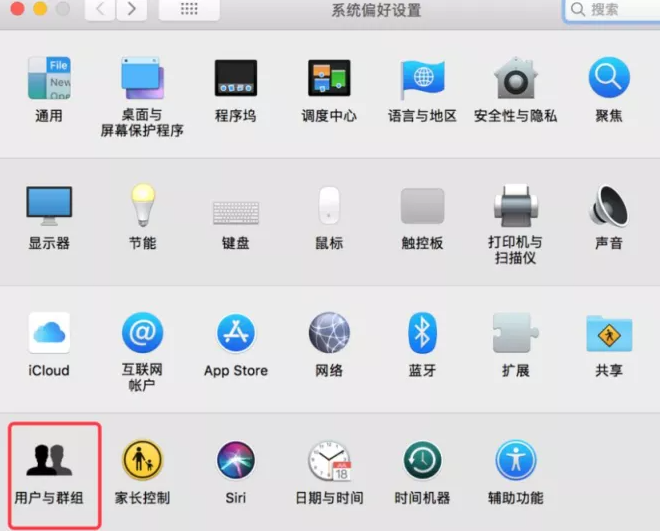 系统偏好设置
搜索
File
New
通用
桌面与
屏幕保护程序
程序坞
调度中心
语言与地区
安全性与隐私
聚焦
显示器
节能
键盘
鼠标
触控板
打印机与
扫描仪
声音
iCloud
互联网
帐户
App Store
网络
蓝牙
扩展
共享
用户与群组
家长控制
Siri
JUL
18
日期与时间
时间机器
辅助功能